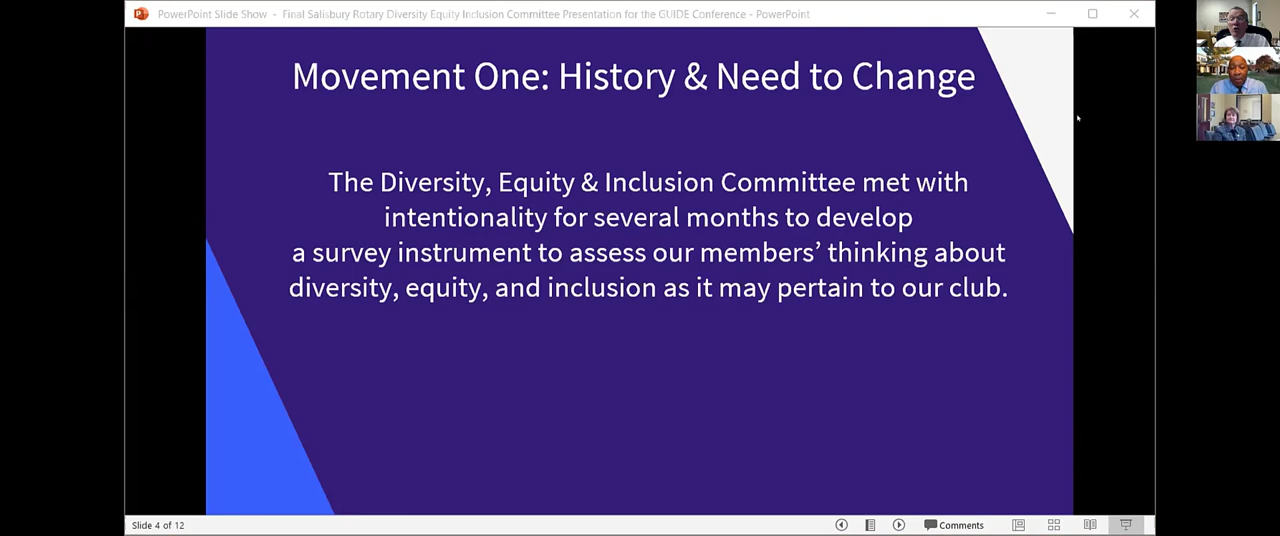 PowerPoint Slide Show - Final Salisbury Rotary Diversity Equity Inclusion Committee Presentation for the GUIDE Conference - PowerPoint
Movement One: History & Need to Change
The Diversity, Equity & Inclusion Committee met with
intentionality for several months to develop
a survey instrument to assess our members’ thinking about
diversity, equity, and inclusion as it may pertain to our club.
Slide 4 of 12
Comments